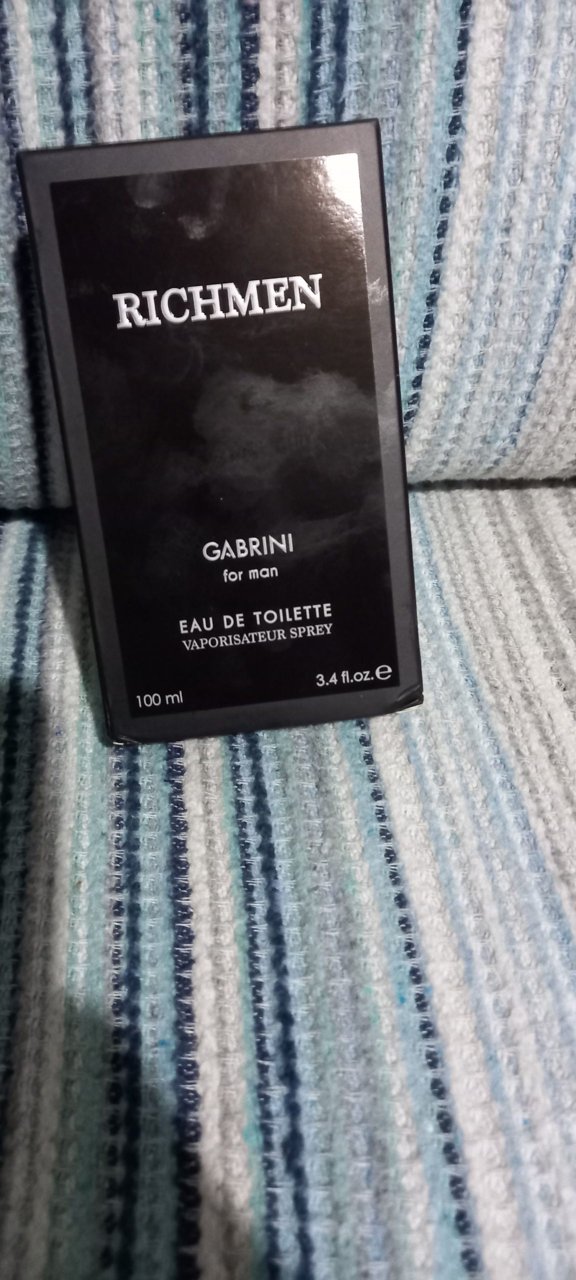 RICHMEN
GABRINI
for man
EAU DE TOILETTE
VAPORISATEUR SPREY
100 ml
3.4 fl.oz.℮